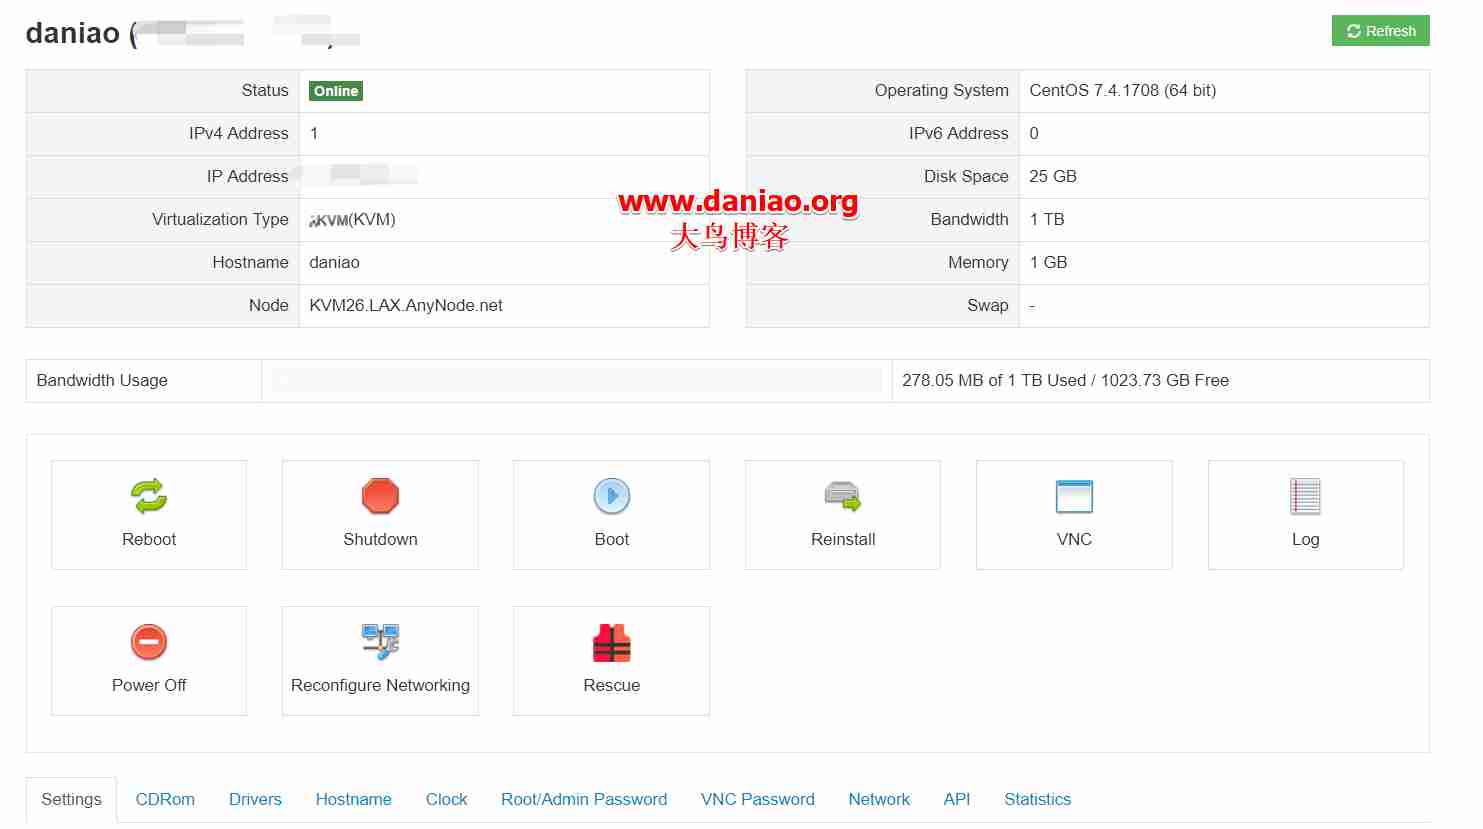 daniao (
Refresh
Status Online
IPv4 Address 1
IP Address
Virtualization Type KVM(KVM)
Hostname daniao
Node KVM26.LAX.AnyNode.net
Operating System CentOS 7.4.1708 (64 bit)
IPv6 Address 0
Disk Space 25 GB
Bandwidth 1 TB
Memory 1 GB
Swap -
www.daniao.org
大鸟博客
Bandwidth Usage 278.05 MB of 1 TB Used / 1023.73 GB Free
Reboot Shutdown Boot Reinstall VNC Log
Power Off Reconfigure Networking Rescue
Settings CDRom Drivers Hostname Clock Root/Admin Password VNC Password Network API Statistics